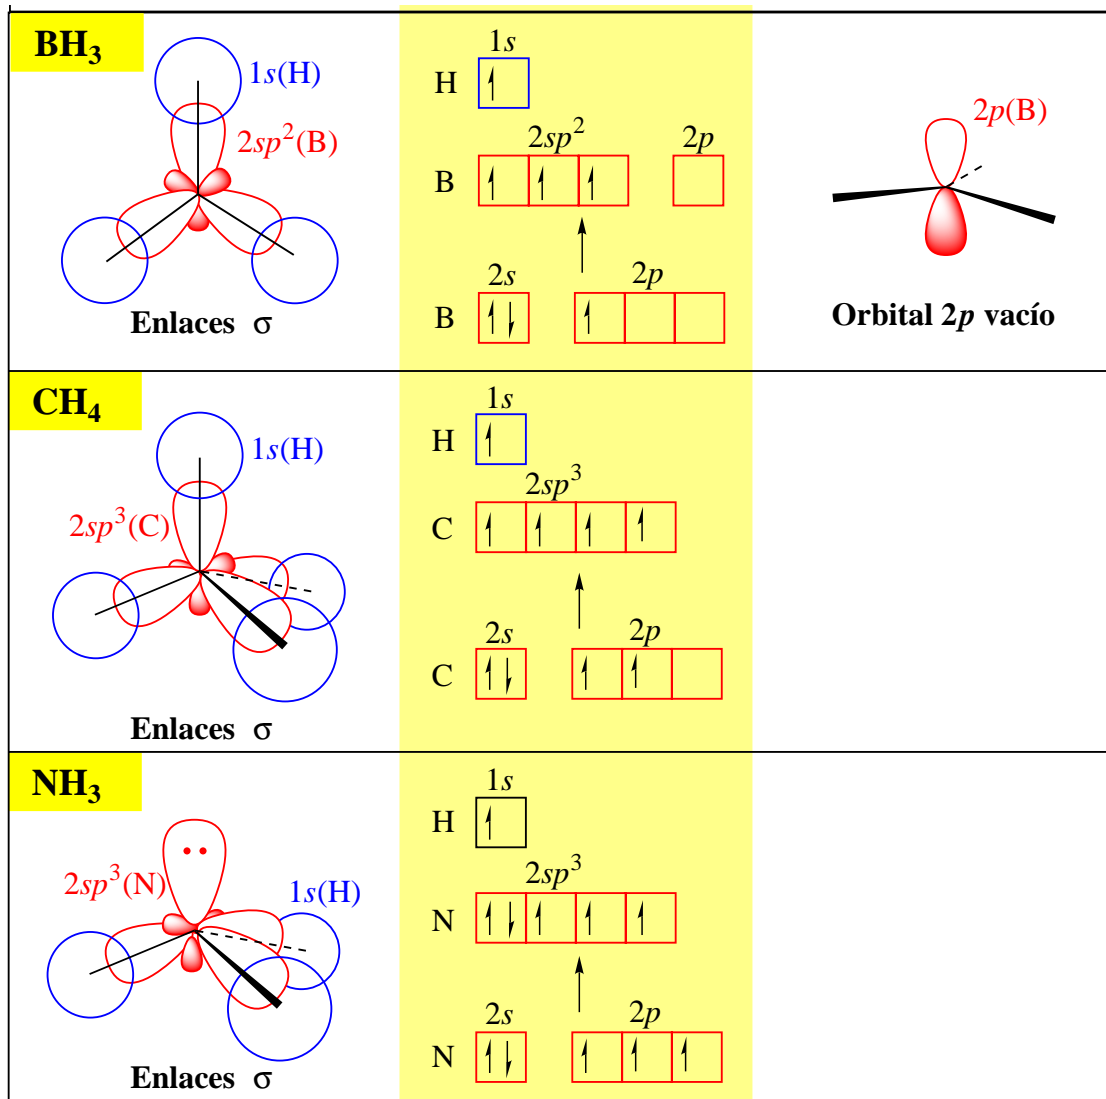 BH₃
1s(H)
2sp²(B)
Enlaces σ
1s
H
2sp² 2p
B
2s 2p
B
2p(B)
Orbital 2p vacío
CH₄
1s(H)
2sp³(C)
Enlaces σ
1s
H
2sp³
C
2s 2p
C
NH₃
2sp³(N)
1s(H)
Enlaces σ
1s
H
2sp³
N
2s 2p
N